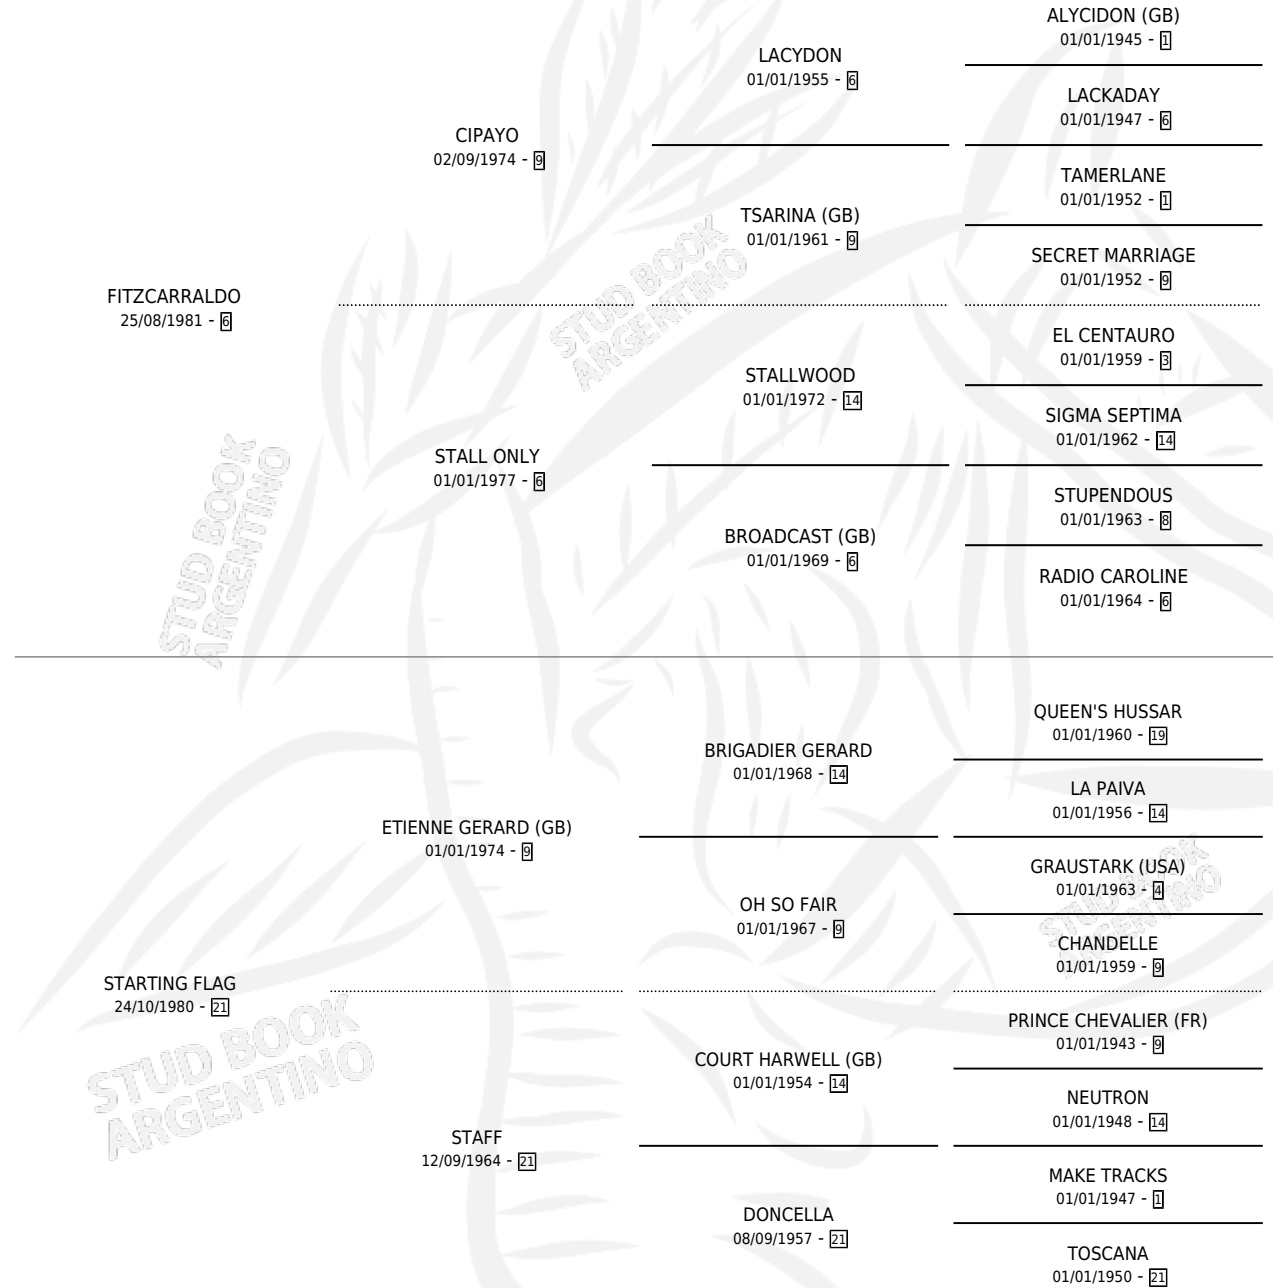 ALYCIDON (GB)
01/01/1945 - 1
LACYDON
01/01/1955 - 6
LACKADAY
01/01/1947 - 6
CIPAYO
02/09/1974 - 9
TAMERLANE
01/01/1952 - 1
TSARINA (GB)
01/01/1961 - 9
SECRET MARRIAGE
01/01/1952 - 9
FITZCARRALDO
25/08/1981 - 6
STUD BOOK
ARGENTINO
EL CENTAURO
01/01/1959 - 3
STALLWOOD
01/01/1972 - 14
SIGMA SEPTIMA
01/01/1962 - 14
STALL ONLY
01/01/1977 - 6
STUPENDOUS
01/01/1963 - 8
BROADCAST (GB)
01/01/1969 - 6
RADIO CAROLINE
01/01/1964 - 6
STUD BOOK
ARGENTINO
QUEEN'S HUSSAR
01/01/1960 - 19
BRIGADIER GERARD
01/01/1968 - 14
LA PAIVA
01/01/1956 - 14
ETIENNE GERARD (GB)
01/01/1974 - 9
GRAUSTARK (USA)
01/01/1963 - 4
OH SO FAIR
01/01/1967 - 9
STUD BOOK
ARGENTINO
CHANDELLE
01/01/1959 - 9
STARTING FLAG
24/10/1980 - 21
PRINCE CHEVALIER (FR)
01/01/1943 - 9
COURT HARWELL (GB)
01/01/1954 - 14
STUD BOOK
ARGENTINO
NEUTRON
01/01/1948 - 14
STAFF
12/09/1964 - 21
MAKE TRACKS
01/01/1947 - 1
DONCELLA
08/09/1957 - 21
TOSCANA
01/01/1950 - 21